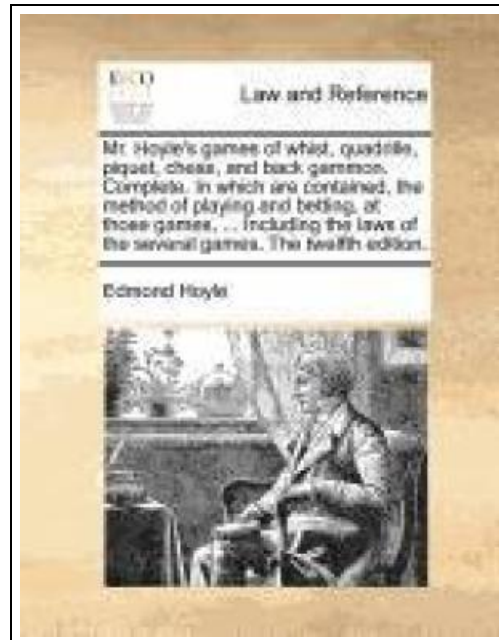 ECCO
Law and Reference
Mr. Hoyle's games of whist, quadrille,
piquet, chess, and back gammon.
Complete. In which are contained, the
method of playing and betting, at
those games, ... Including the laws of
the several games. The twelfth edition.
Edmond Hoyle